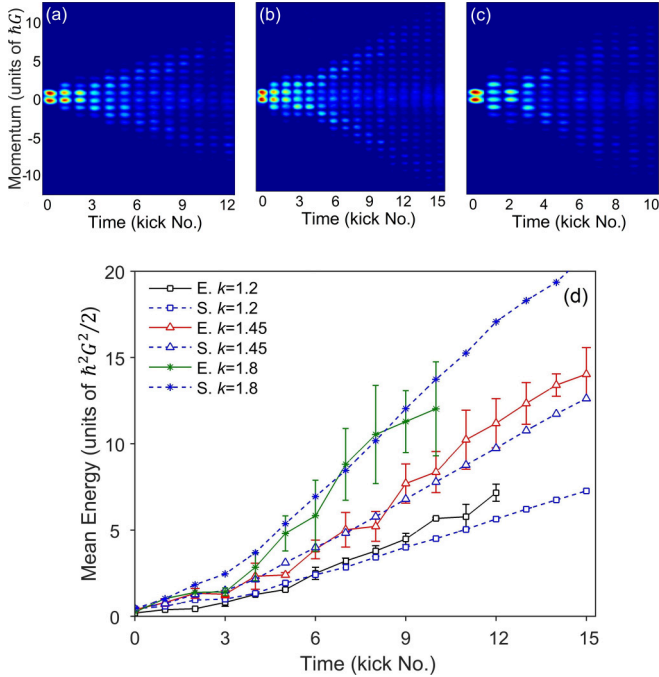 (a) (b) (c)
Momentum (units of ℏG)
10
5
0
-5
-10
0 3 6 9 12
0 3 6 9 12 15
0 2 4 6 8 10
Time (kick No.) Time (kick No.) Time (kick No.)
(d)
E. k=1.2
S. k=1.2
E. k=1.45
S. k=1.45
E. k=1.8
S. k=1.8
Mean Energy (units of ℏ²G²/2)
20
15
10
5
0
0 3 6 9 12 15
Time (kick No.)